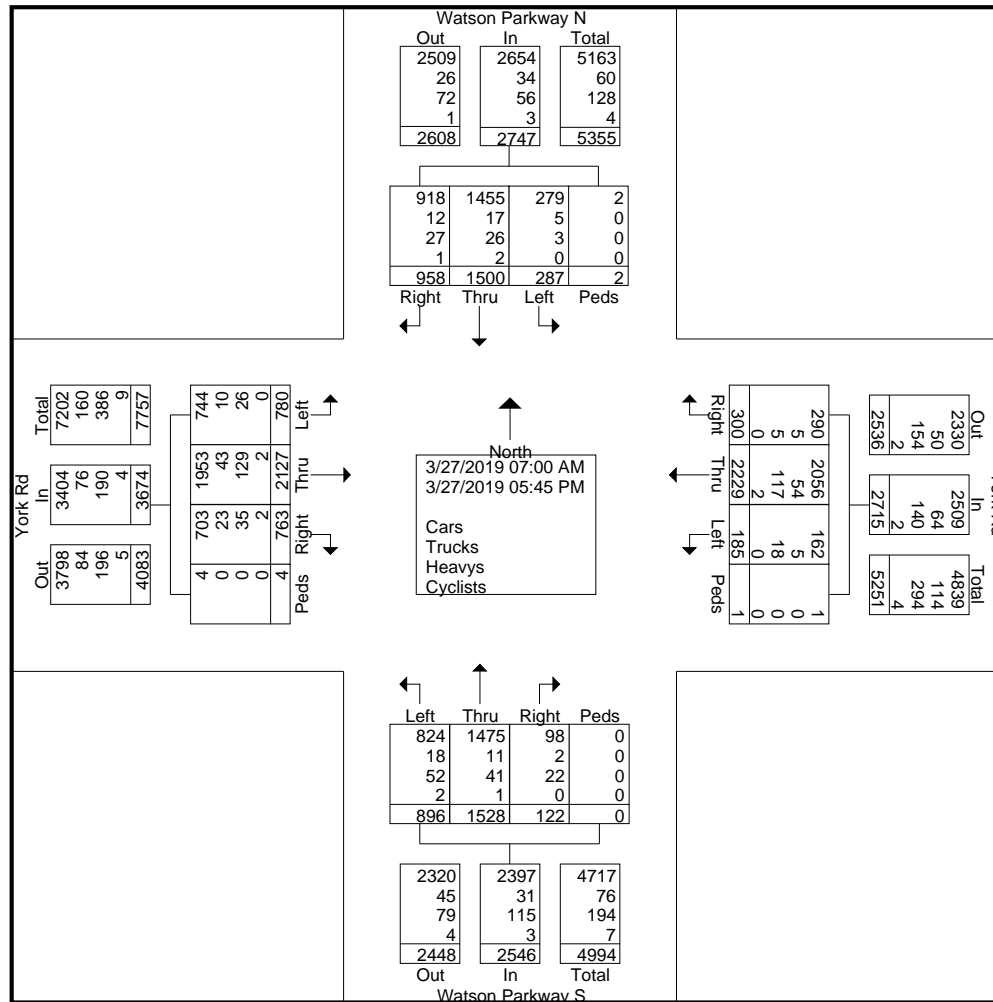 Watson Parkway N
Out In Total
2509 2654 5163
26 34 60
72 56 128
1 3 4
2608 2747 5355
918 1455 279 2
12 17 5 0
27 26 3 0
1 2 0 0
958 1500 287 2
Right Thru Left Peds
York Rd
Total
7202 160 386 9 7757
In
3404 76 190 4 3674
Out
3798 84 196 5 4083
744 10 26 0 780
Left
1953 43 129 2 2127
Thru
703 23 35 2 763
Right
4 0 0 0 4
Peds
North
3/27/2019 07:00 AM
3/27/2019 05:45 PM
Cars
Trucks
Heavys
Cyclists
Right
290 5 5 0 300
Thru
2056 54 117 2 2229
Left
162 5 18 0 185
Peds
1 0 0 0 1
Out
2330 50 154 2 2536
In
2509 64 140 2 2715
Total
4839 114 294 4 5251
Left Thru Right Peds
824 1475 98 0
18 11 2 0
52 41 22 0
2 1 0 0
896 1528 122 0
2320 2397 4717
45 31 76
79 115 194
4 3 7
2448 2546 4994
Out In Total
Watson Parkway S